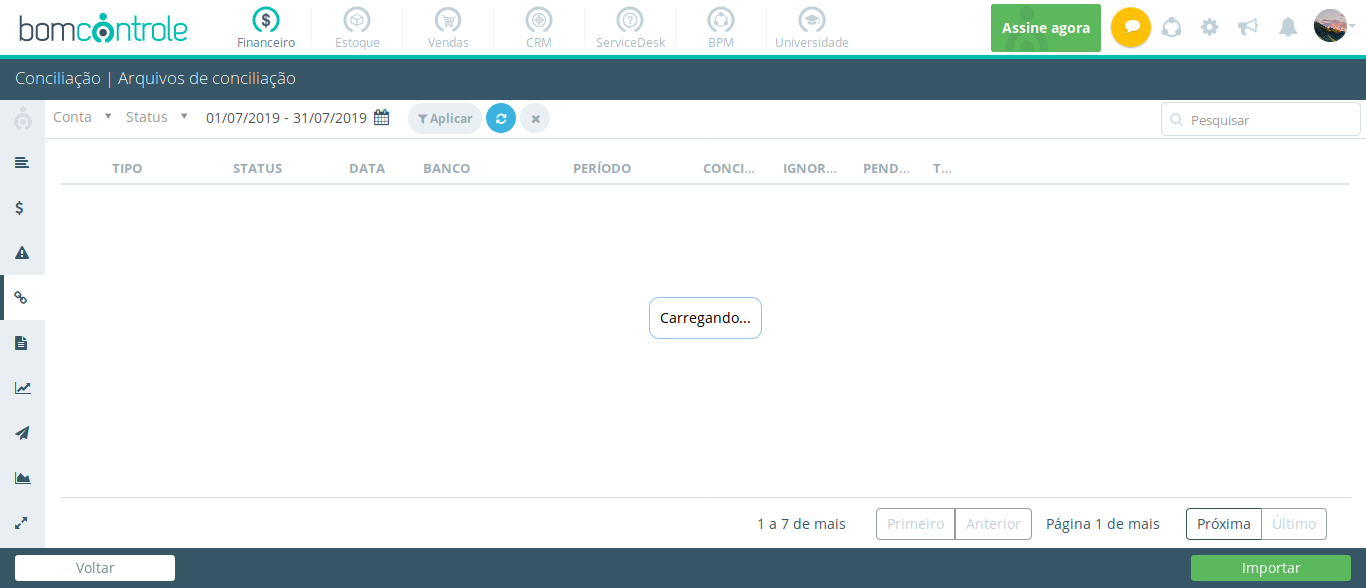 bomcontrole
Financeiro
Estoque
Vendas
CRM
ServiceDesk
BPM
Universidade
Assine agora
Conciliação | Arquivos de conciliação
Conta
Status
01/07/2019 - 31/07/2019
Aplicar
Pesquisar
TIPO STATUS DATA BANCO PERÍODO CONCI... IGNOR... PEND... T...
Carregando...
1 a 7 de mais
Primeiro
Anterior
Página 1 de mais
Próxima
Último
Voltar
Importar